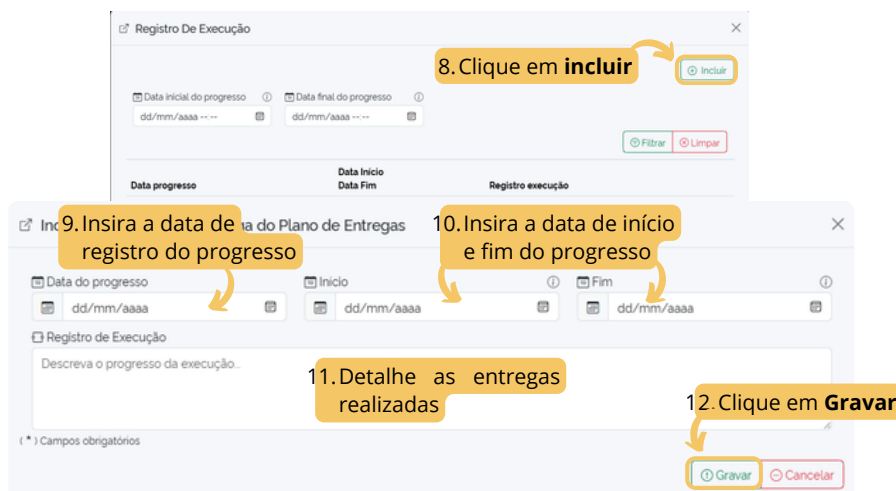 Registro De Execução
8. Clique em incluir
Incluir
Data inicial do progresso
Data final do progresso
dd/mm/aaaa --:--
dd/mm/aaaa --:--
Filtrar
Limpar
Data progresso
Data Início
Data Fim
Registro execução
9. Insira a data de
registro do progresso
do Plano de Entregas
10. Insira a data de início
e fim do progresso
Data do progresso
Início
Fim
dd/mm/aaaa
dd/mm/aaaa
dd/mm/aaaa
Registro de Execução
Descreva o progresso da execução...
11. Detalhe as entregas
realizadas
12. Clique em Gravar
( * ) Campos obrigatórios
Gravar
Cancelar